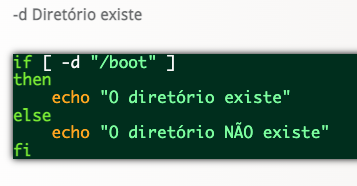 -d Diretório existe
if [ -d "/boot" ]
then
    echo "O diretório existe"
else
    echo "O diretório NÃO existe"
fi